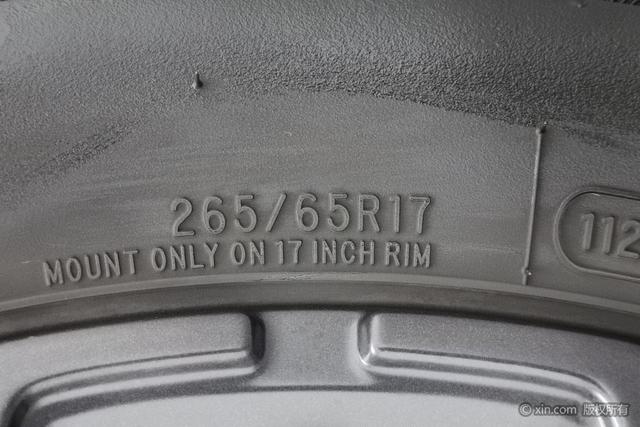 265/65R17
MOUNT ONLY ON 17 INCH RIM
112
© xin.com 版权所有